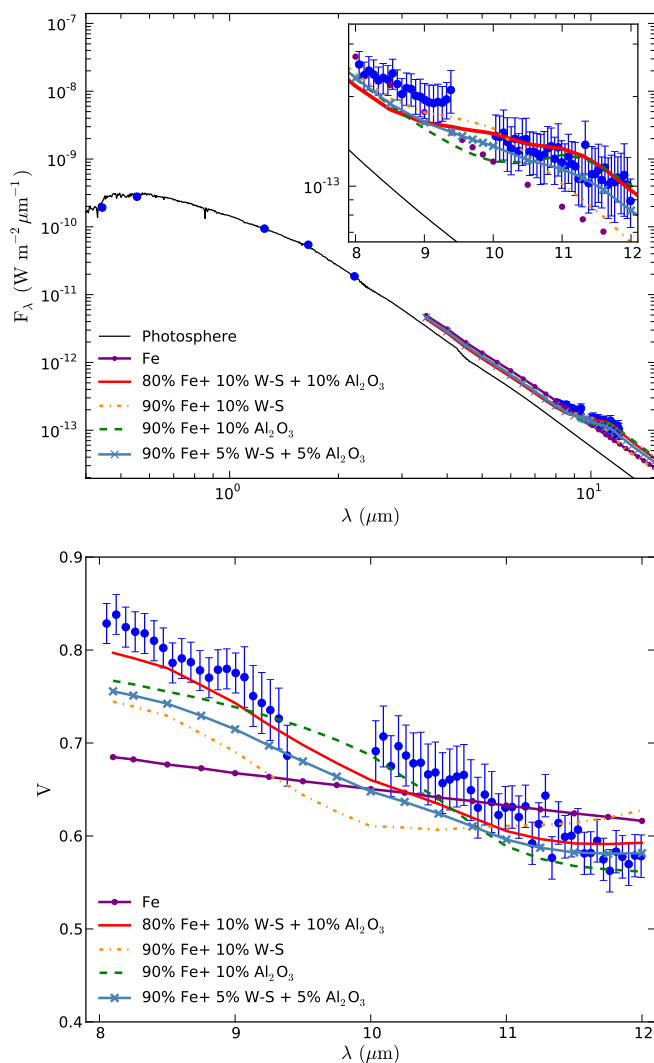 10⁻⁷
10⁻⁸
10⁻⁹
10⁻¹⁰
10⁻¹¹
10⁻¹²
10⁻¹³
F_λ (W m⁻² μm⁻¹)
10⁻¹³
8 9 10 11 12
Photosphere
Fe
80% Fe+ 10% W-S + 10% Al₂O₃
90% Fe+ 10% W-S
90% Fe+ 10% Al₂O₃
90% Fe+ 5% W-S + 5% Al₂O₃
10⁰ 10¹
λ (μm)
0.9
0.8
0.7
0.6
0.5
0.4
V
Fe
80% Fe+ 10% W-S + 10% Al₂O₃
90% Fe+ 10% W-S
90% Fe+ 10% Al₂O₃
90% Fe+ 5% W-S + 5% Al₂O₃
8 9 10 11 12
λ (μm)